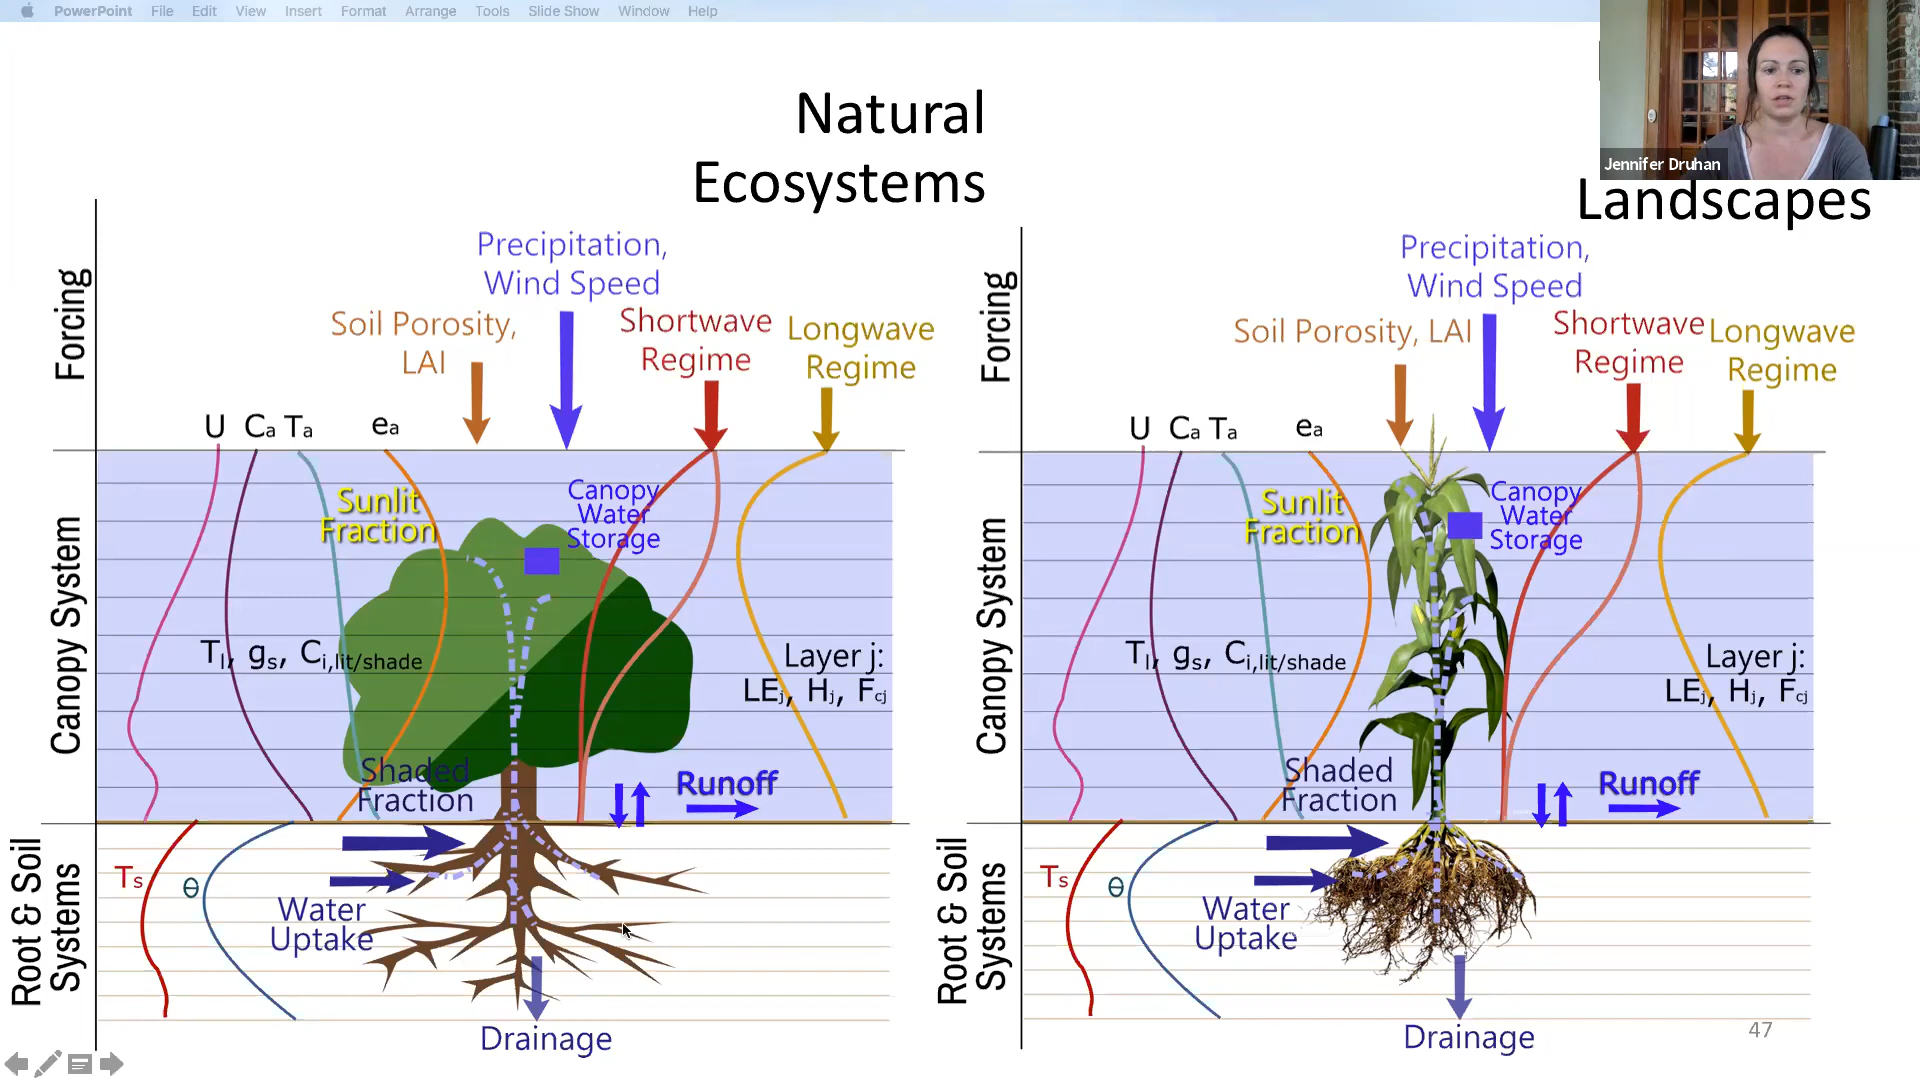 PowerPoint File Edit View Insert Format Arrange Tools Slide Show Window Help
Jennifer Druhan
Natural
Ecosystems
Landscapes
Forcing
Precipitation,
Wind Speed
Soil Porosity,
LAI
Shortwave
Regime
Longwave
Regime
U Ca Ta ea
Canopy System
Sunlit
Fraction
Canopy
Water
Storage
Tl, gs, Ci,lit/shade
Layer j:
LEj, Hj, Fcj
Shaded
Fraction
Runoff
Root & Soil
Systems
Ts
θ
Water
Uptake
Drainage
Forcing
Precipitation,
Wind Speed
Soil Porosity, LAI
Shortwave
Regime
Longwave
Regime
U Ca Ta ea
Canopy System
Sunlit
Fraction
Canopy
Water
Storage
Tl, gs, Ci,lit/shade
Layer j:
LEj, Hj, Fcj
Shaded
Fraction
Runoff
Root & Soil
Systems
Ts
θ
Water
Uptake
Drainage
47